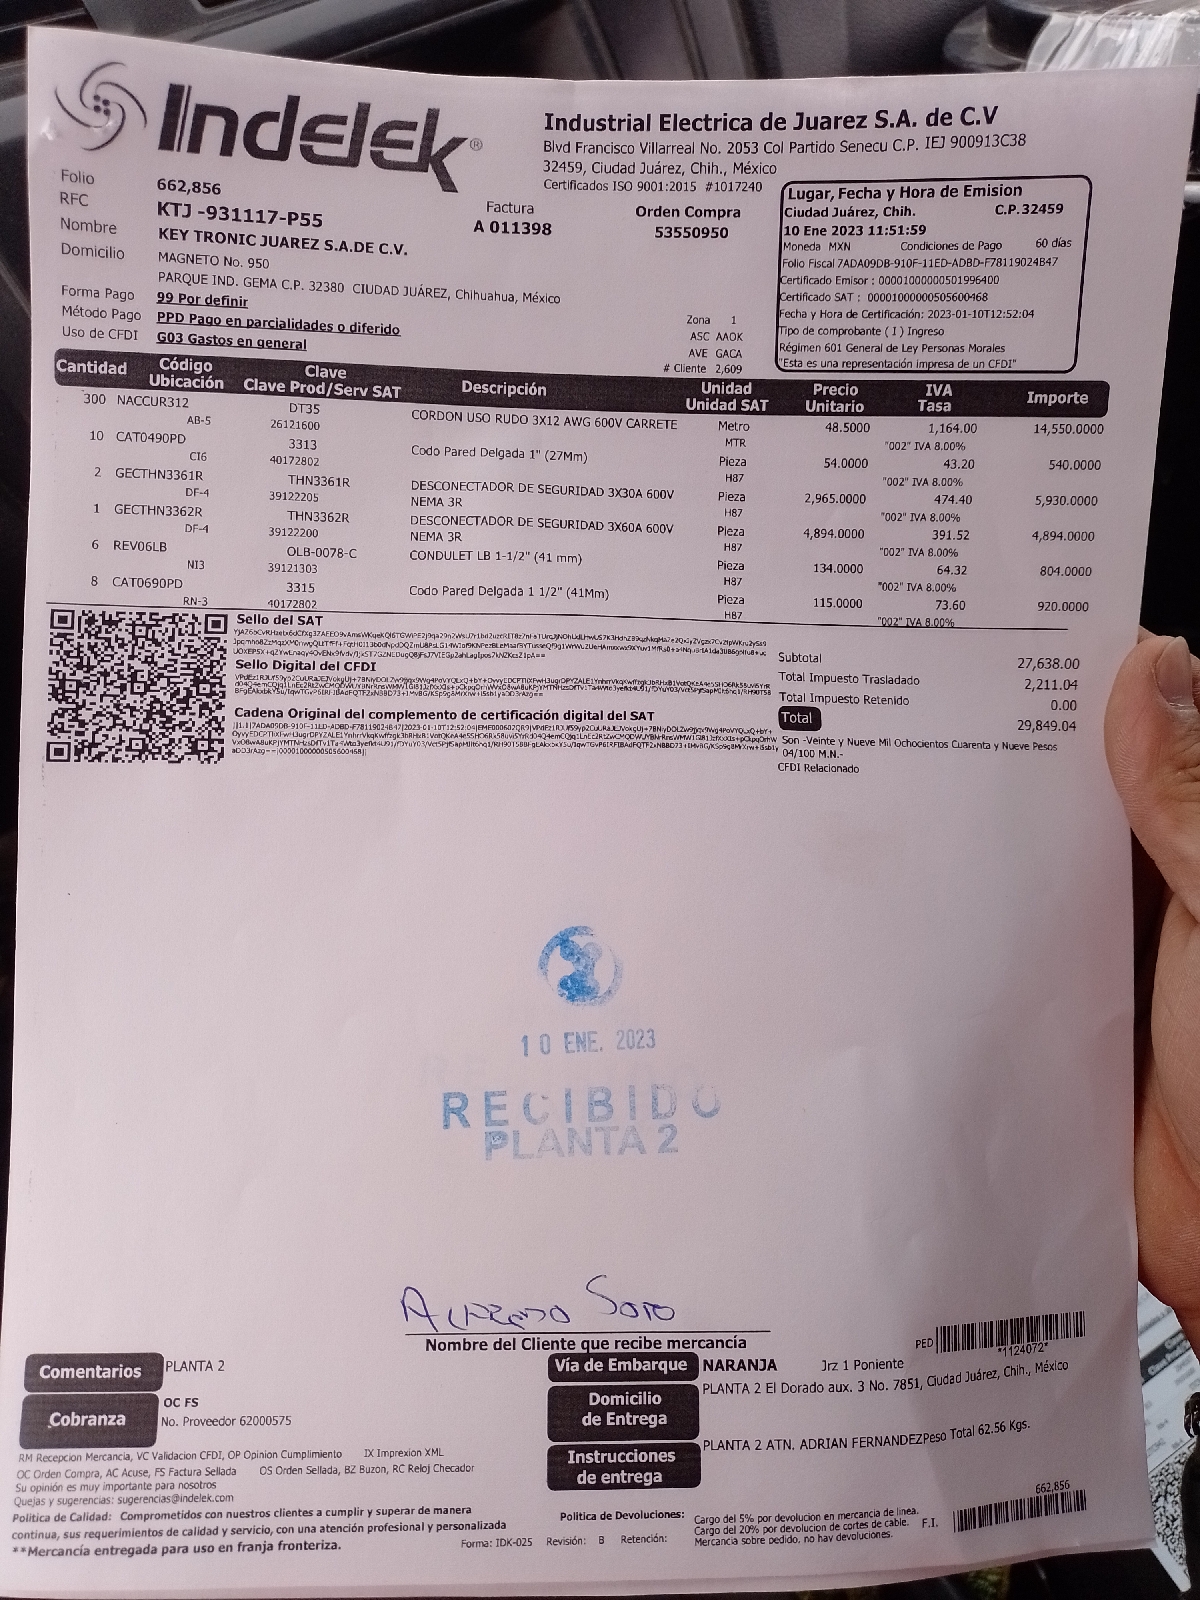 Indelek®
Industrial Electrica de Juarez S.A. de C.V
Blvd Francisco Villarreal No. 2053 Col Partido Senecu C.P. IEJ 900913C38
32459, Ciudad Juárez, Chih., México
Certificados ISO 9001:2015 #1017240
Folio 662,856
RFC KTJ -931117-P55
Nombre KEY TRONIC JUAREZ S.A.DE C.V.
Domicilio MAGNETO No. 950
PARQUE IND. GEMA C.P. 32380 CIUDAD JUÁREZ, Chihuahua, México
Forma Pago 99 Por definir
Método Pago PPD Pago en parcialidades o diferido
Uso de CFDI G03 Gastos en general
Factura
A 011398
Orden Compra
53550950
Zona 1
ASC AAOK
AVE GACA
# Cliente 2,609
Lugar, Fecha y Hora de Emision
Ciudad Juárez, Chih. C.P.32459
10 Ene 2023 11:51:59
Moneda MXN Condiciones de Pago 60 días
Folio Fiscal 7ADA09DB-910F-11ED-ADBD-F78119024B47
Certificado Emisor : 00001000000501996400
Certificado SAT : 00001000000505600468
Fecha y Hora de Certificación: 2023-01-10T12:52:04
Tipo de comprobante ( I ) Ingreso
Régimen 601 General de Ley Personas Morales
"Esta es una representación impresa de un CFDI"
Cantidad Código Ubicación Clave Clave Prod/Serv SAT Descripción Unidad Unidad SAT Precio Unitario IVA Tasa Importe
300 NACCUR312 DT35 CORDON USO RUDO 3X12 AWG 600V CARRETE Metro 48.5000 1,164.00 14,550.0000
AB-5 26121600 MTR "002" IVA 8.00%
10 CAT0490PD 3313 Codo Pared Delgada 1" (27Mm) Pieza 54.0000 43.20 540.0000
CI6 40172802 H87 "002" IVA 8.00%
2 GECTHN3361R THN3361R DESCONECTADOR DE SEGURIDAD 3X30A 600V Pieza 2,965.0000 474.40 5,930.0000
DF-4 39122205 NEMA 3R H87 "002" IVA 8.00%
1 GECTHN3362R THN3362R DESCONECTADOR DE SEGURIDAD 3X60A 600V Pieza 4,894.0000 391.52 4,894.0000
DF-4 39122200 NEMA 3R H87 "002" IVA 8.00%
6 REV06LB OLB-0078-C CONDULET LB 1-1/2" (41 mm) Pieza 134.0000 64.32 804.0000
NI3 39121303 H87 "002" IVA 8.00%
8 CAT0690PD 3315 Codo Pared Delgada 1 1/2" (41Mm) Pieza 115.0000 73.60 920.0000
RN-3 40172802 H87 "002" IVA 8.00%
Sello del SAT
Sello Digital del CFDI
Cadena Original del complemento de certificación digital del SAT
Subtotal 27,638.00
Total Impuesto Trasladado 2,211.04
Total Impuesto Retenido 0.00
Total 29,849.04
Son -Veinte y Nueve Mil Ochocientos Cuarenta y Nueve Pesos
04/100 M.N.-
CFDI Relacionado
10 ENE. 2023
RECIBIDO
PLANTA 2
Alfredo Soto
Nombre del Cliente que recibe mercancía
PED *1124072*
Comentarios PLANTA 2
Cobranza OC FS
No. Proveedor 62000575
Vía de Embarque NARANJA Jrz 1 Poniente
Domicilio de Entrega PLANTA 2 El Dorado aux. 3 No. 7851, Ciudad Juárez, Chih., México
Instrucciones de entrega PLANTA 2 ATN. ADRIAN FERNANDEZPeso Total 62.56 Kgs.
RM Recepcion Mercancia, VC Validacion CFDI, OP Opinion Cumplimiento IX Imprexion XML
OC Orden Compra, AC Acuse, FS Factura Sellada OS Orden Sellada, BZ Buzon, RC Reloj Checador
Su opinión es muy importante para nosotros
Quejas y sugerencias: sugerencias@indelek.com
Politica de Calidad: Comprometidos con nuestros clientes a cumplir y superar de manera
continua, sus requerimientos de calidad y servicio, con una atención profesional y personalizada
**Mercancía entregada para uso en franja fronteriza.
Forma: IDK-025 Revisión: B Retención:
Politica de Devoluciones: Cargo del 5% por devolucion en mercancia de linea.
Cargo del 20% por devolucion de cortes de cable.
Mercancia sobre pedido, no hay devoluciones.
F.I. 662,856